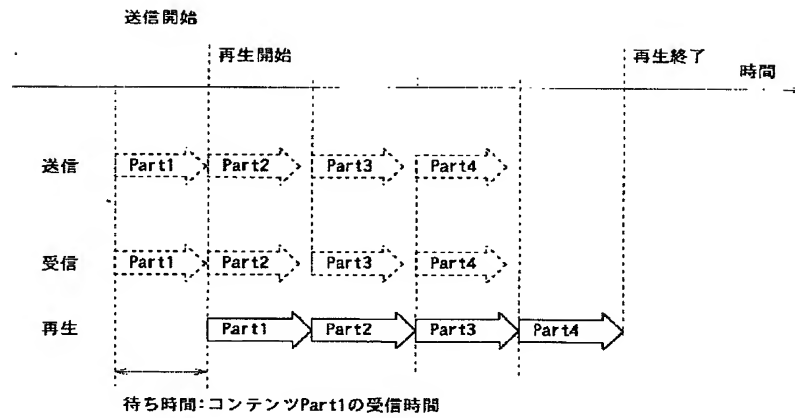 送信開始
再生開始
再生終了
時間
送信 Part1 Part2 Part3 Part4
受信 Part1 Part2 Part3 Part4
再生 Part1 Part2 Part3 Part4
待ち時間:コンテンツPart1の受信時間